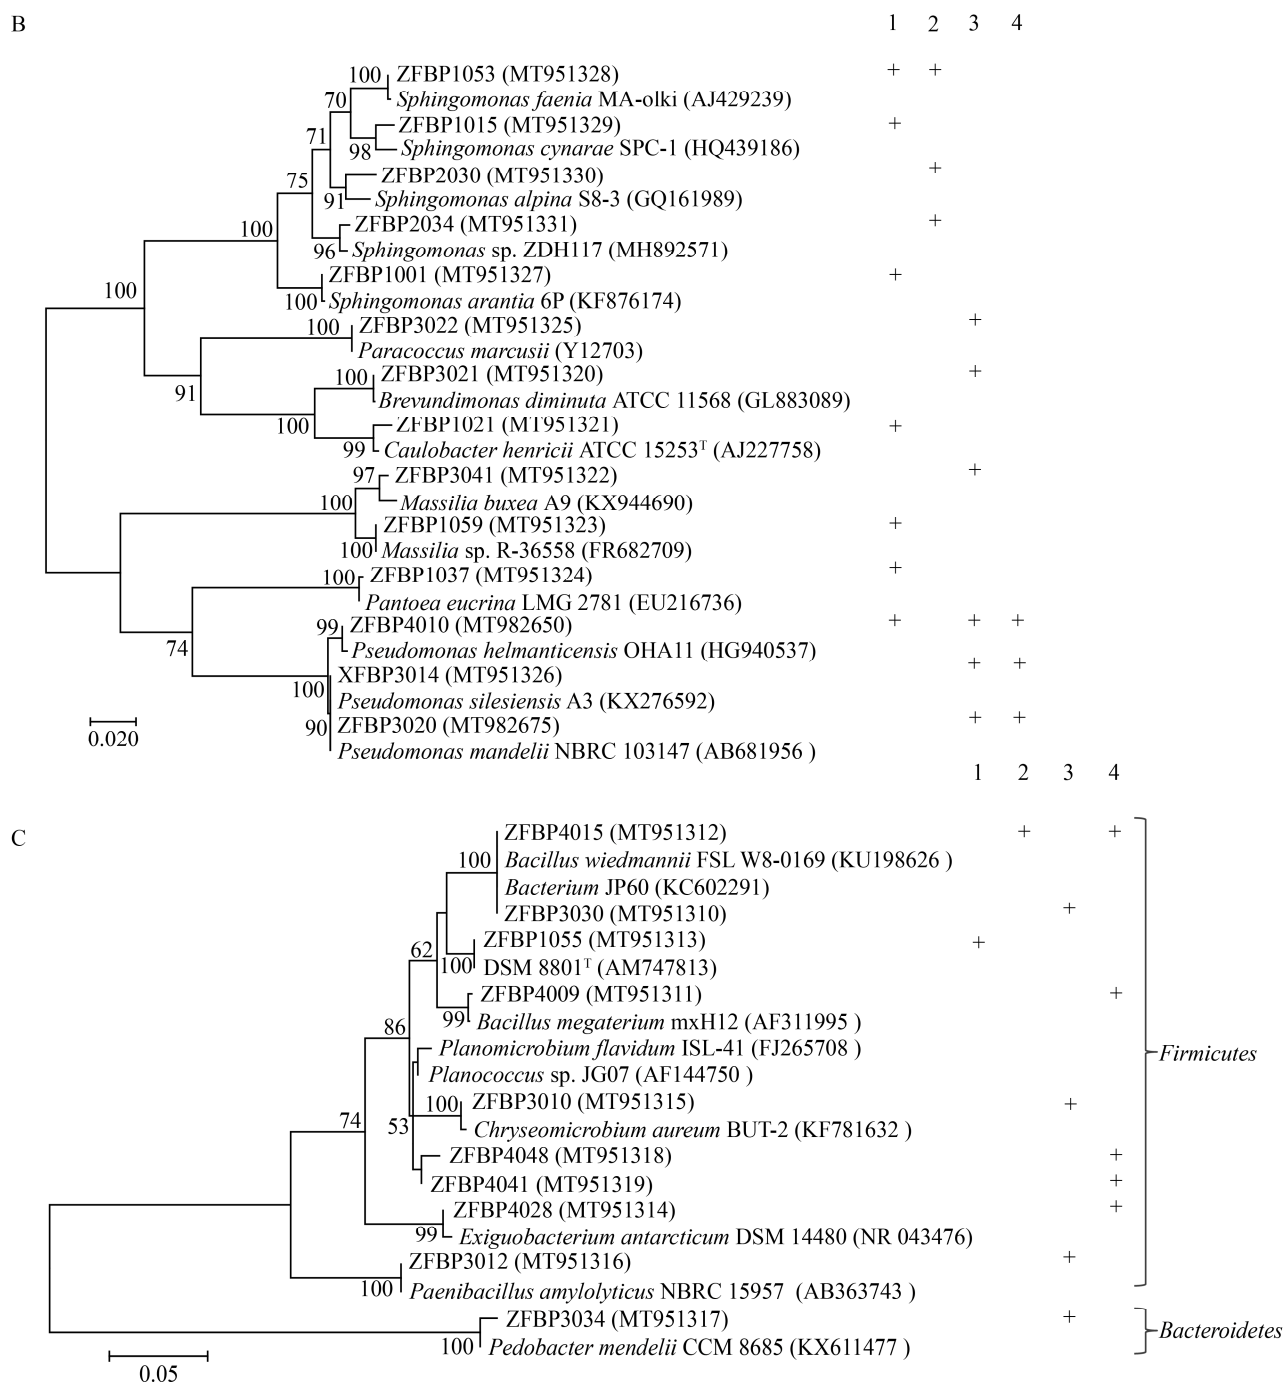 B
1 2 3 4
100 ZFBP1053 (MT951328) + +
70 Sphingomonas faenia MA-olki (AJ429239)
71 ZFBP1015 (MT951329) +
98 Sphingomonas cynarae SPC-1 (HQ439186)
75 ZFBP2030 (MT951330) +
91 Sphingomonas alpina S8-3 (GQ161989)
100 ZFBP2034 (MT951331) +
96 Sphingomonas sp. ZDH117 (MH892571)
ZFBP1001 (MT951327) +
100 100 Sphingomonas arantia 6P (KF876174)
100 ZFBP3022 (MT951325) +
Paracoccus marcusii (Y12703)
100 ZFBP3021 (MT951320) +
91 Brevundimonas diminuta ATCC 11568 (GL883089)
100 ZFBP1021 (MT951321) +
99 Caulobacter henricii ATCC 15253T (AJ227758)
97 ZFBP3041 (MT951322) +
100 Massilia buxea A9 (KX944690)
ZFBP1059 (MT951323) +
100 Massilia sp. R-36558 (FR682709)
100 ZFBP1037 (MT951324) +
Pantoea eucrina LMG 2781 (EU216736)
99 ZFBP4010 (MT982650) + + +
74 Pseudomonas helmanticensis OHA11 (HG940537)
XFBP3014 (MT951326) + +
100 Pseudomonas silesiensis A3 (KX276592)
90 ZFBP3020 (MT982675) + +
0.020 Pseudomonas mandelii NBRC 103147 (AB681956 )
1 2 3 4
C
ZFBP4015 (MT951312) + +
100 Bacillus wiedmannii FSL W8-0169 (KU198626 )
Bacterium JP60 (KC602291)
ZFBP3030 (MT951310) +
62 ZFBP1055 (MT951313) +
100 DSM 8801T (AM747813)
ZFBP4009 (MT951311) +
99 Bacillus megaterium mxH12 (AF311995 )
86 Planomicrobium flavidum ISL-41 (FJ265708 )
Firmicutes
Planococcus sp. JG07 (AF144750 )
100 ZFBP3010 (MT951315) +
74 53 Chryseomicrobium aureum BUT-2 (KF781632 )
ZFBP4048 (MT951318) +
ZFBP4041 (MT951319) +
ZFBP4028 (MT951314) +
99 Exiguobacterium antarcticum DSM 14480 (NR 043476)
ZFBP3012 (MT951316) +
100 Paenibacillus amylolyticus NBRC 15957 (AB363743 )
ZFBP3034 (MT951317) +
Bacteroidetes
100 Pedobacter mendelii CCM 8685 (KX611477 )
0.05